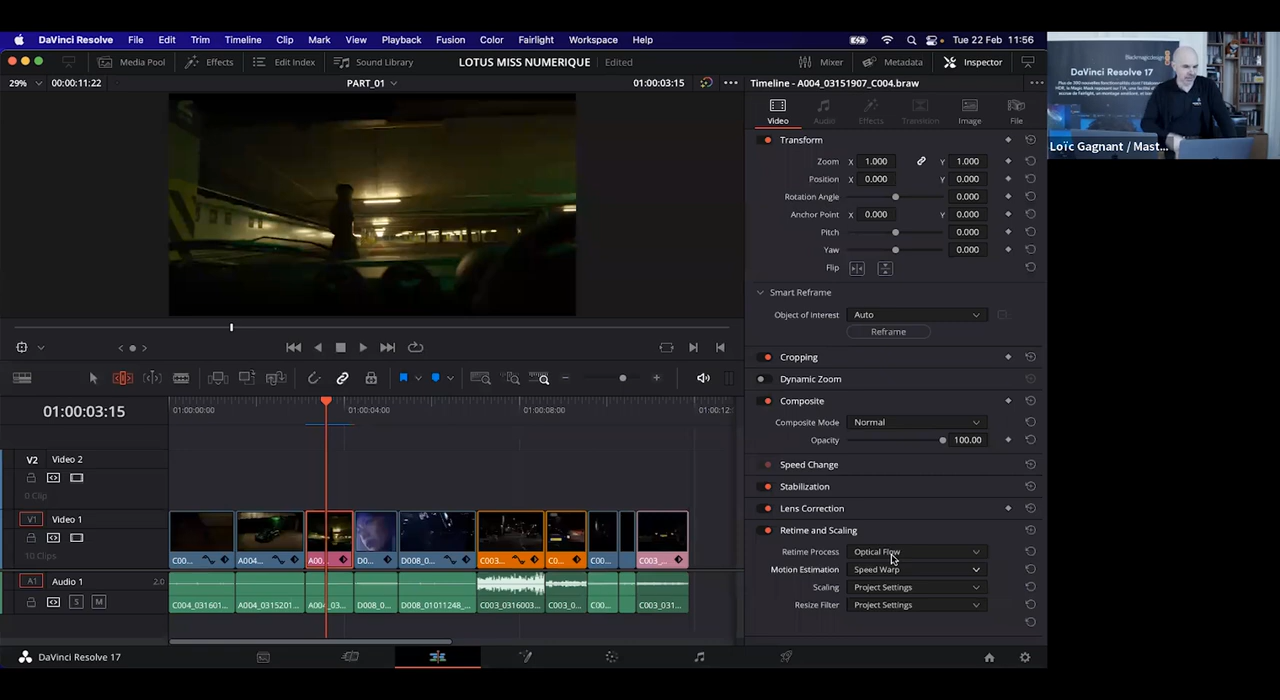 DaVinci Resolve File Edit Trim Timeline Clip Mark View Playback Fusion Color Fairlight Workspace Help Tue 22 Feb 11:56
Media Pool Effects Edit Index Sound Library LOTUS MISS NUMERIQUE Edited Mixer Metadata Inspector
29% 00:00:11:22 PART_01 01:00:03:15 Timeline - A004_03151907_C004.braw
Video Audio Effects Transition Image File
Transform
Zoom X 1.000 Y 1.000
Position X 0.000 Y 0.000
Rotation Angle 0.000
Anchor Point X 0.000 Y 0.000
Pitch 0.000
Yaw 0.000
Flip
Smart Reframe
Object of Interest Auto
Reframe
Cropping
Dynamic Zoom
Composite
Composite Mode Normal
Opacity 100.00
Speed Change
Stabilization
Lens Correction
Retime and Scaling
Retime Process Optical Flow
Motion Estimation Speed Warp
Scaling Project Settings
Resize Filter Project Settings
01:00:03:15 01:00:00:00 01:00:04:00 01:00:08:00 01:00:12:
V2 Video 2
0 Clip
V1 Video 1
10 Clips
C00... A004... A00... D0... D008_0... C003... C0... C00... C003...
A1 Audio 1 2.0
S M
C004_031601... A004_0315201... A004_03... D008_0... D008_01011248_... C003_0316003... C003_0... C00... C003_031...
DaVinci Resolve 17
Blackmagicdesign
DaVinci Resolve 17
Loïc Gagnant / Mast...